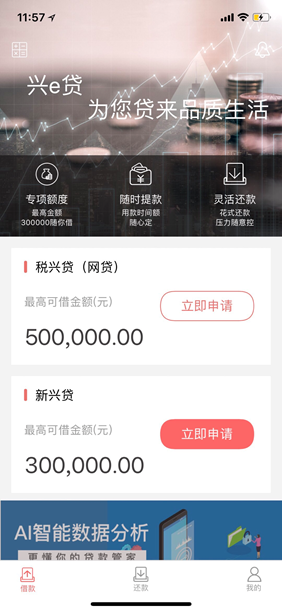 11:57
兴e贷
为您贷来品质生活
专项额度
最高金额
300000随你借
随时提款
用款时间额
随心定
灵活还款
花式还款
压力随意控
税兴贷（网贷）
最高可借金额(元)
立即申请
500,000.00
新兴贷
最高可借金额(元)
立即申请
300,000.00
AI智能数据分析
更懂你的贷款管家
借款
还款
我的